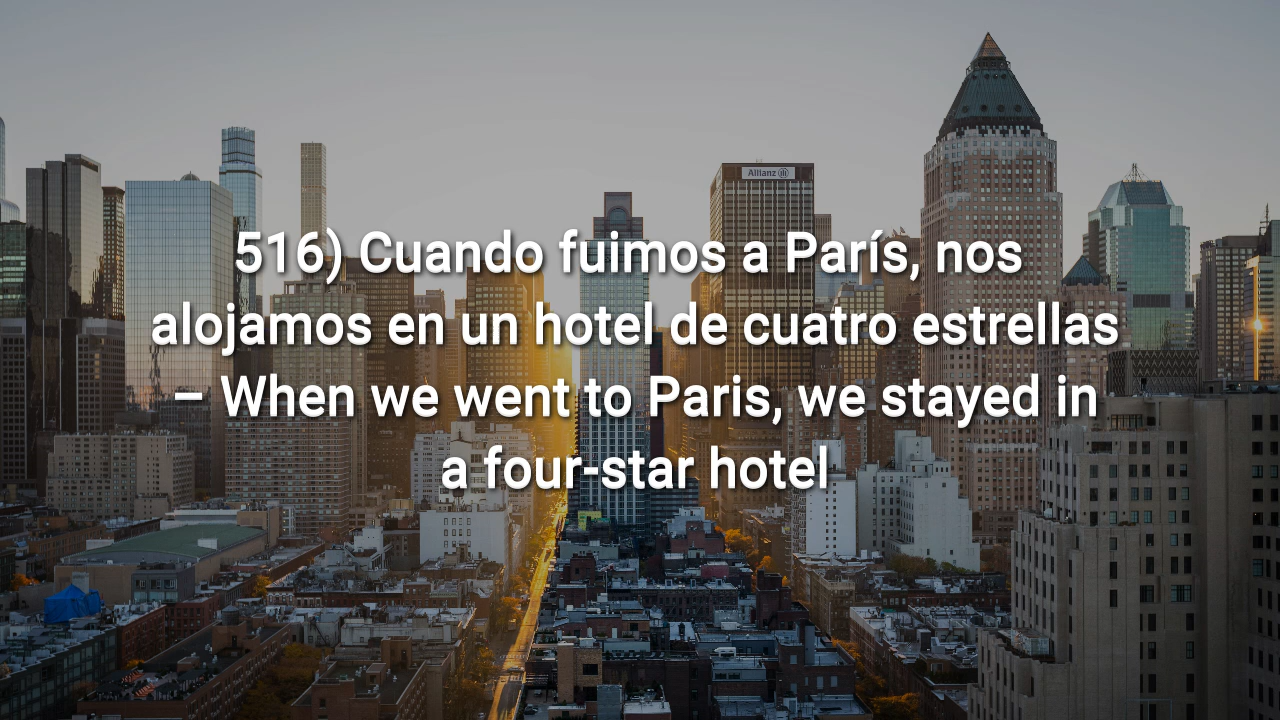 Allianz
516) Cuando fuimos a París, nos
alojamos en un hotel de cuatro estrellas
– When we went to Paris, we stayed in
a four-star hotel